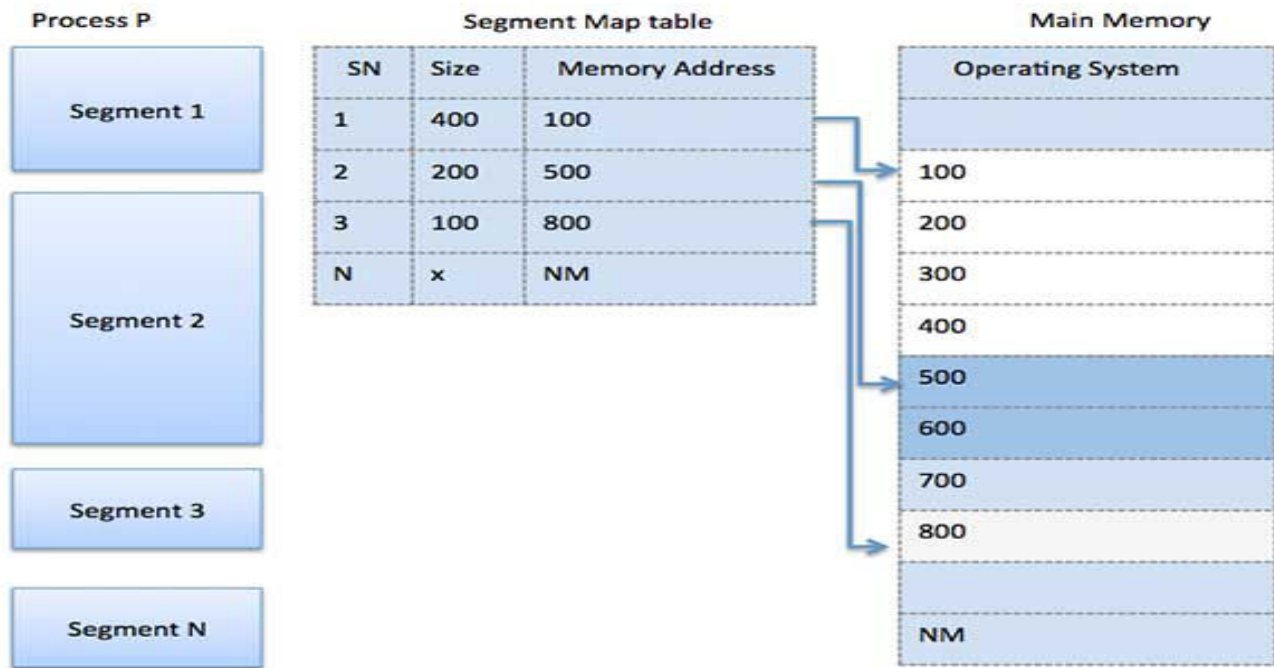 Process P
Segment 1
Segment 2
Segment 3
Segment N
Segment Map table
SN Size Memory Address
1 400 100
2 200 500
3 100 800
N x NM
Main Memory
Operating System
100
200
300
400
500
600
700
800
NM